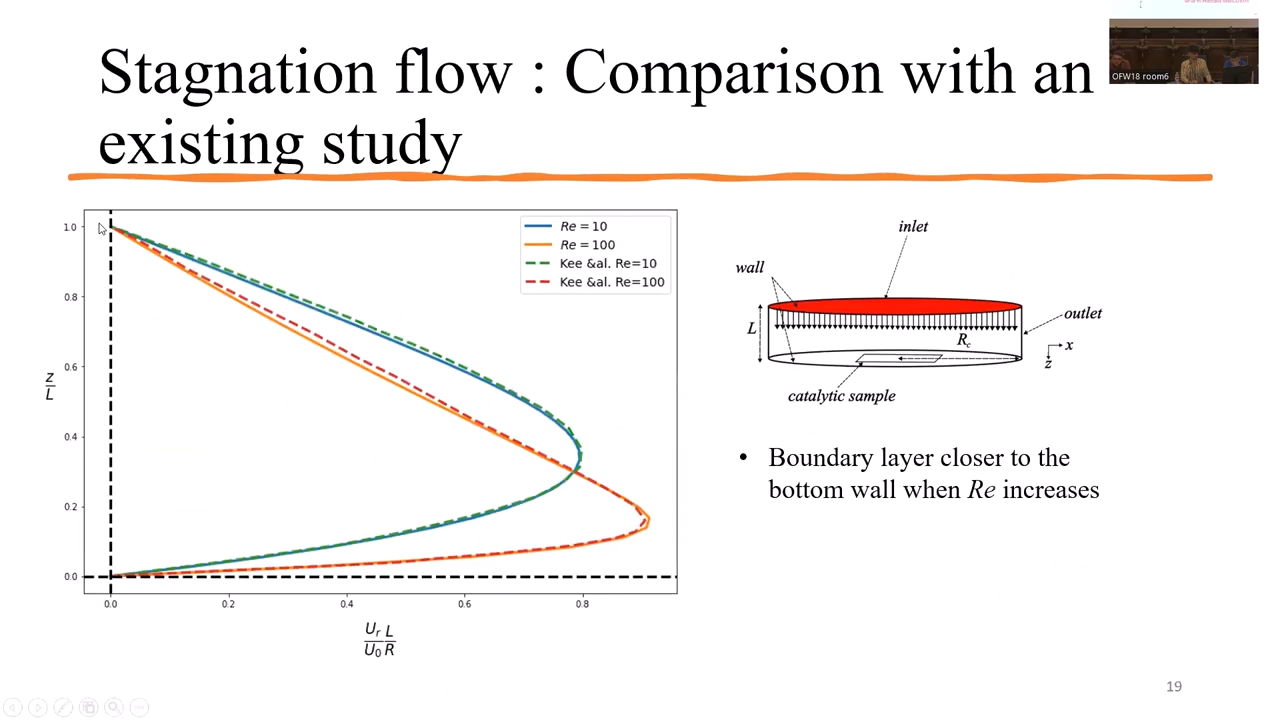 Stagnation flow : Comparison with an
existing study
OFW18 room6
1.0
0.8
0.6
0.4
0.2
0.0
z
L
Re = 10
Re = 100
Kee &al. Re=10
Kee &al. Re=100
0.0 0.2 0.4 0.6 0.8
U_r L
U_0 R
inlet
wall
L
outlet
R_c
x
z
catalytic sample
• Boundary layer closer to the
bottom wall when Re increases
19